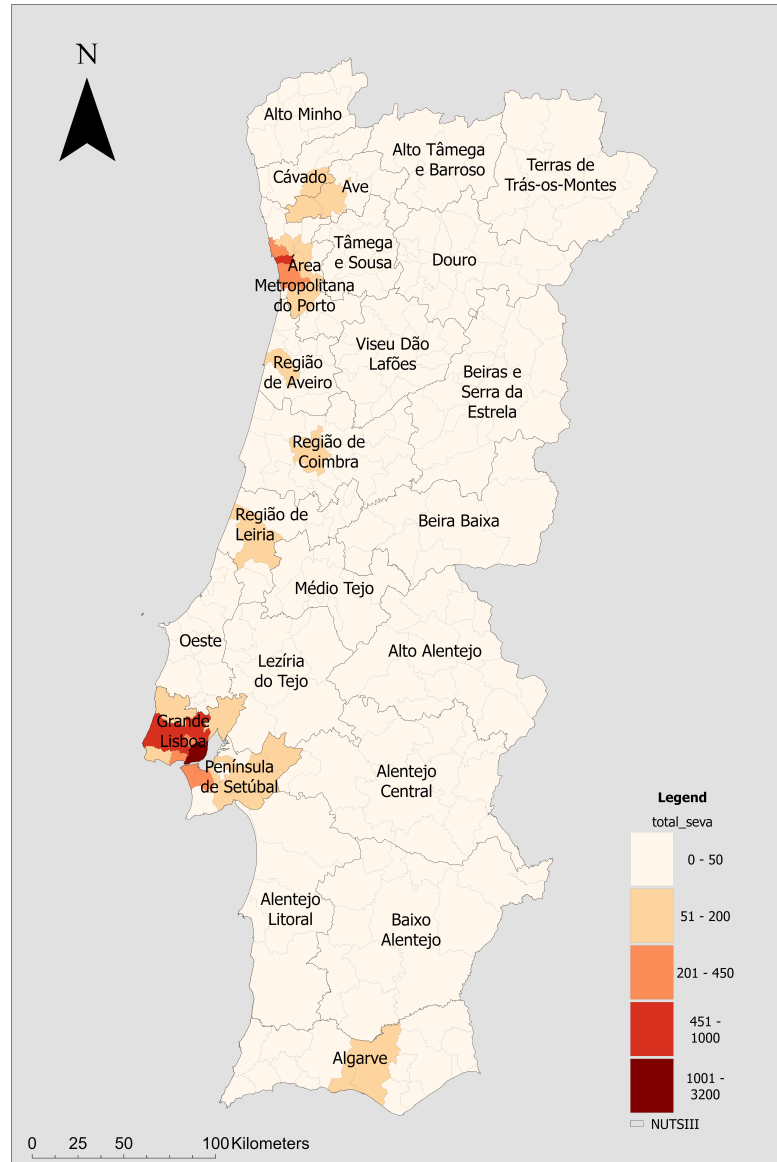 N
Alto Minho
Alto Tâmega
e Barroso
Terras de
Trás-os-Montes
Cávado
Ave
Tâmega
e Sousa
Douro
Área
Metropolitana
do Porto
Viseu Dão
Lafões
Região
de Aveiro
Beiras e
Serra da
Estrela
Região de
Coimbra
Região de
Leiria
Beira Baixa
Médio Tejo
Oeste
Lezíria
do Tejo
Alto Alentejo
Grande
Lisboa
Península
de Setúbal
Alentejo
Central
Alentejo
Litoral
Baixo
Alentejo
Algarve
Legend
total_seva
0 - 50
51 - 200
201 - 450
451 -
1000
1001 -
3200
NUTSIII
0 25 50 100 Kilometers